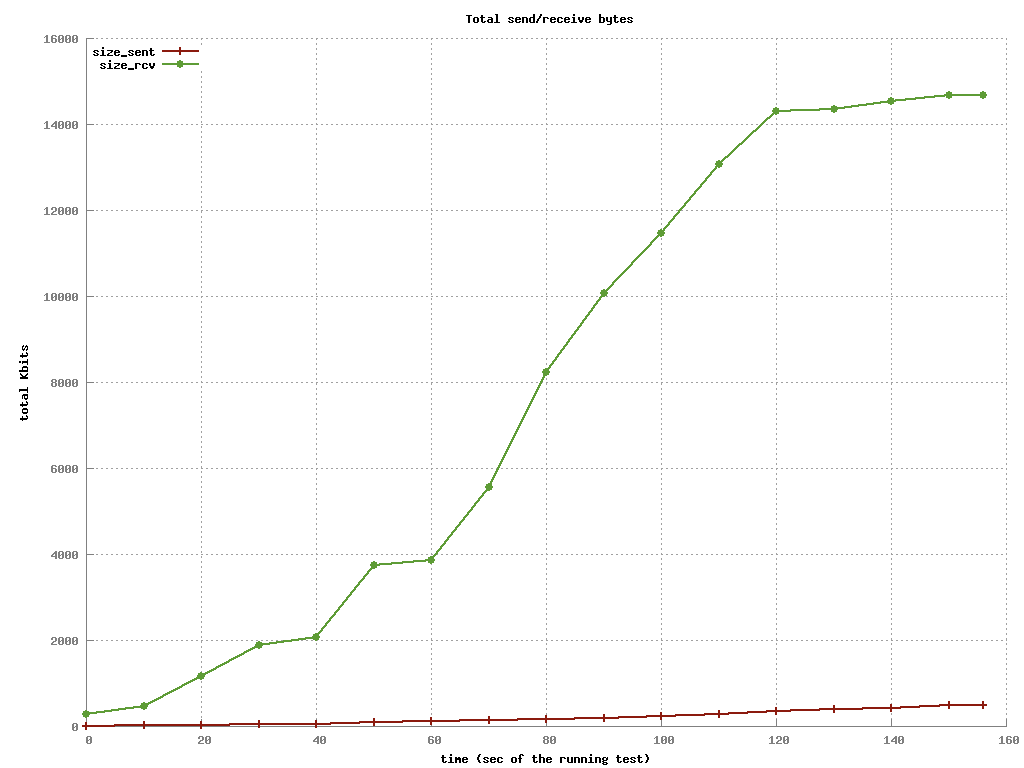 Total send/receive bytes
size_sent
size_rcv
16000
14000
12000
10000
8000
6000
4000
2000
0
total Kbits
0 20 40 60 80 100 120 140 160
time (sec of the running test)